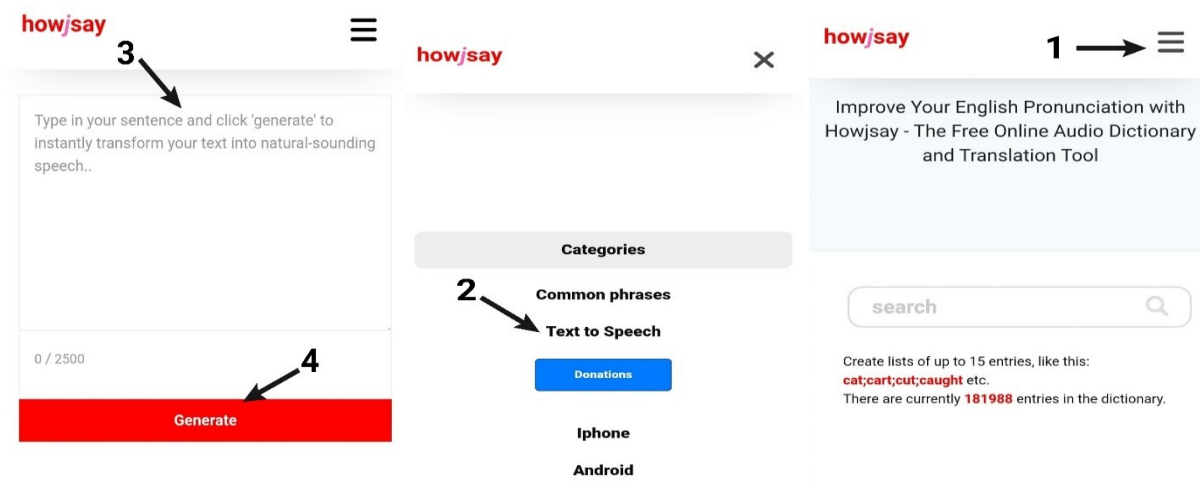 howjsay
3
Type in your sentence and click 'generate' to
instantly transform your text into natural-sounding
speech..
0 / 2500
4
Generate
howjsay
Categories
Common phrases
2
Text to Speech
Donations
Iphone
Android
howjsay
1
Improve Your English Pronunciation with
Howjsay - The Free Online Audio Dictionary
and Translation Tool
search
Create lists of up to 15 entries, like this:
cat;cart;cut;caught etc.
There are currently 181988 entries in the dictionary.